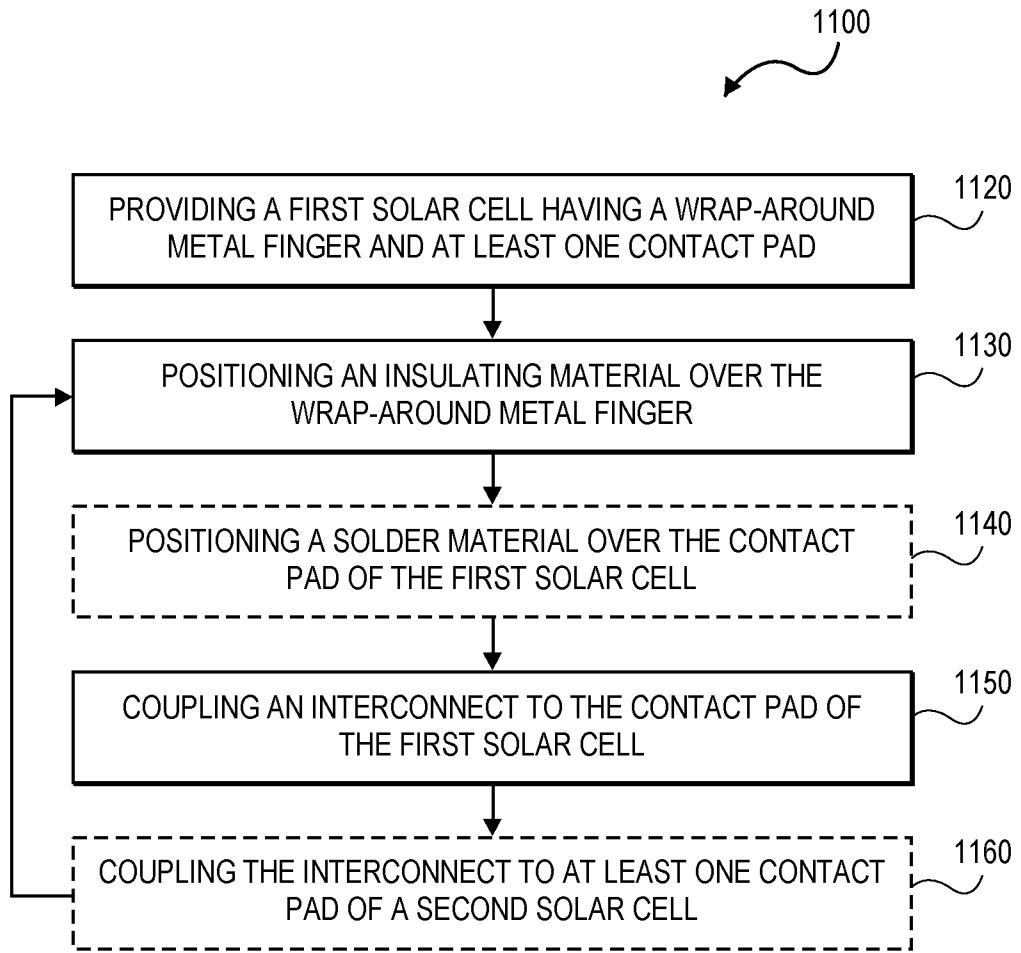 1100
1120
PROVIDING A FIRST SOLAR CELL HAVING A WRAP-AROUND
METAL FINGER AND AT LEAST ONE CONTACT PAD
1130
POSITIONING AN INSULATING MATERIAL OVER THE
WRAP-AROUND METAL FINGER
1140
POSITIONING A SOLDER MATERIAL OVER THE CONTACT
PAD OF THE FIRST SOLAR CELL
1150
COUPLING AN INTERCONNECT TO THE CONTACT PAD OF
THE FIRST SOLAR CELL
1160
COUPLING THE INTERCONNECT TO AT LEAST ONE CONTACT
PAD OF A SECOND SOLAR CELL